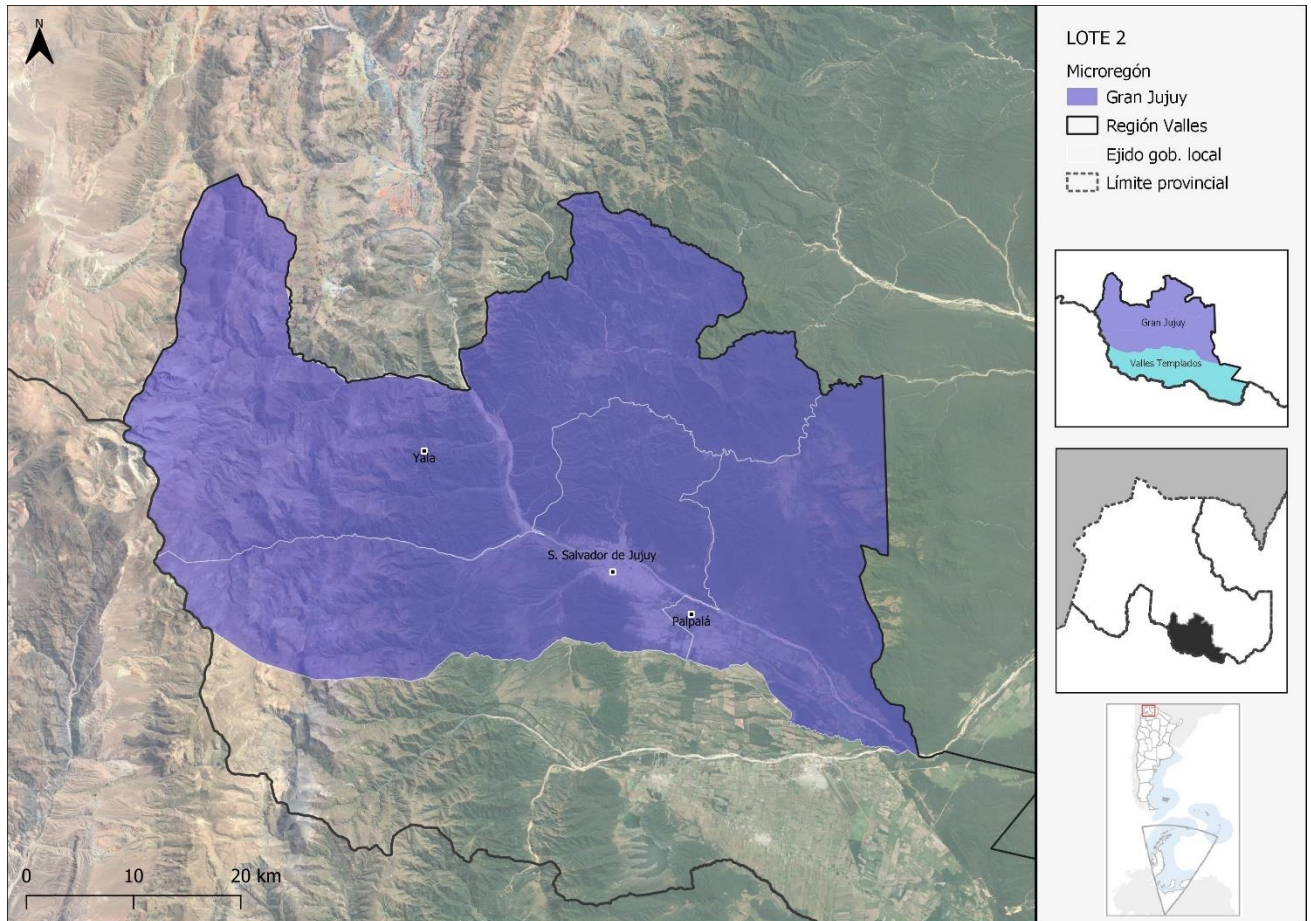 N
Yala
S. Salvador de Jujuy
Palpalá
0 10 20 km
LOTE 2
Microregón
Gran Jujuy
Región Valles
Ejido gob. local
Límite provincial
Gran Jujuy
Valles Templados